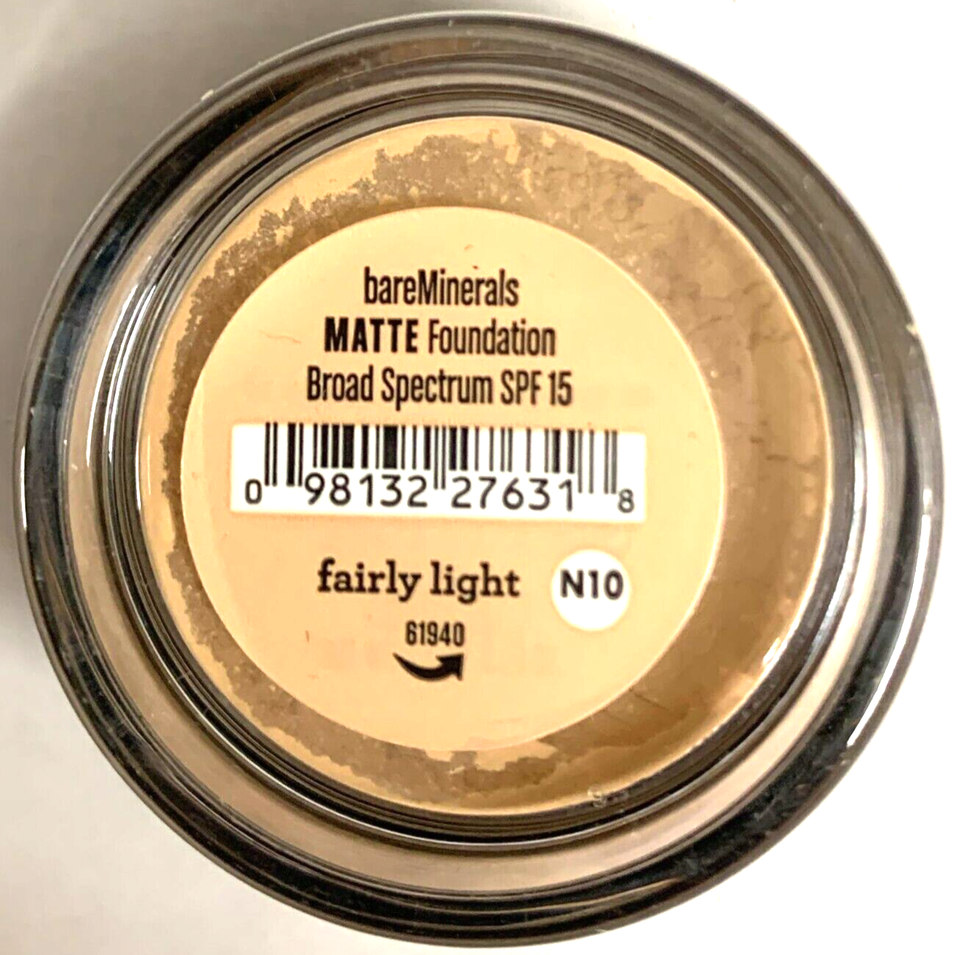 bareMinerals
MATTE Foundation
Broad Spectrum SPF 15
0 98132 27631 8
fairly light N10
61940